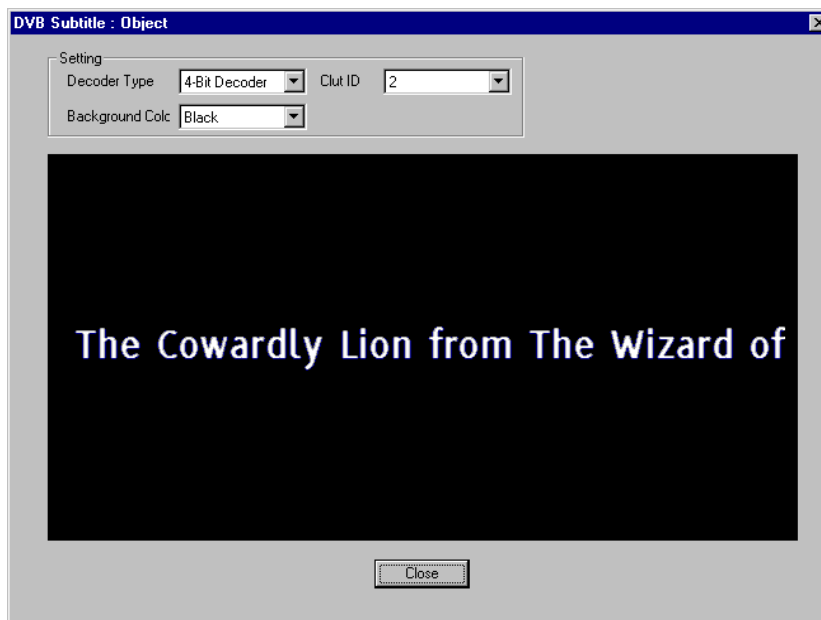 DVB Subtitle : Object
Setting
Decoder Type 4-Bit Decoder Clut ID 2
Background Colc Black
The Cowardly Lion from The Wizard of
Close